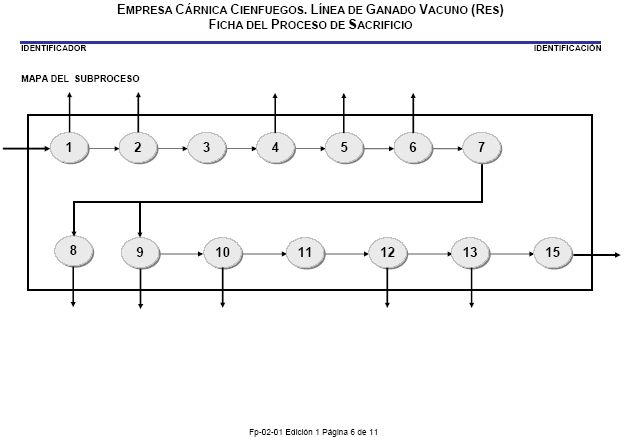 EMPRESA CÁRNICA CIENFUEGOS. LÍNEA DE GANADO VACUNO (RES)
FICHA DEL PROCESO DE SACRIFICIO
IDENTIFICADOR IDENTIFICACIÓN
MAPA DEL SUBPROCESO
1 2 3 4 5 6 7
8 9 10 11 12 13 15
Fp-02-01 Edición 1 Página 6 de 11